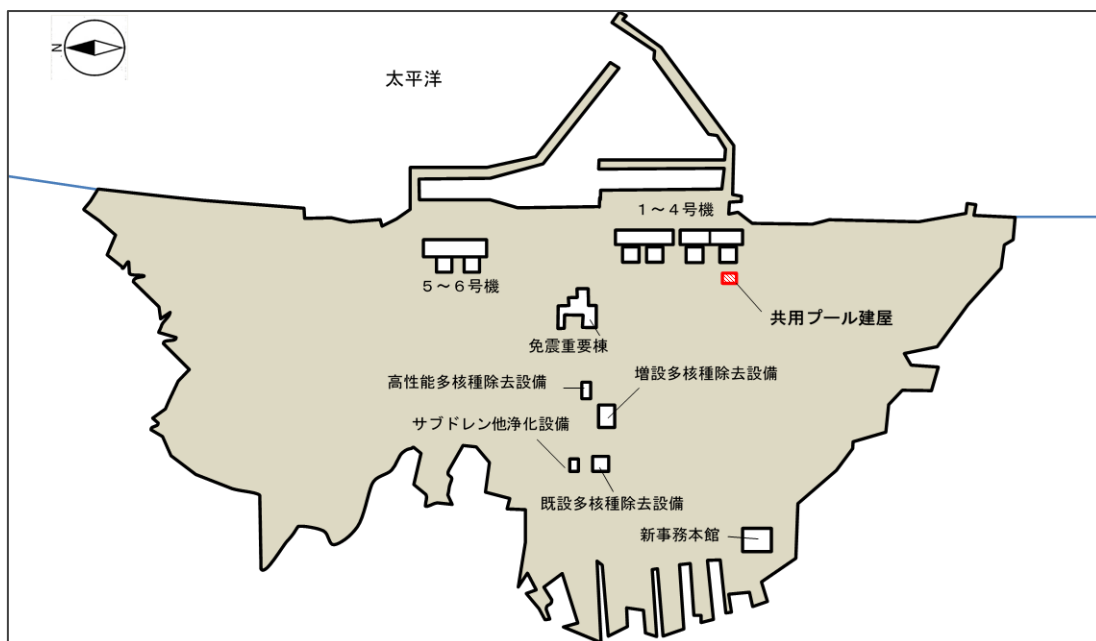 N
太平洋
１～４号機
５～６号機
共用プール建屋
免震重要棟
高性能多核種除去設備
増設多核種除去設備
サブドレン他浄化設備
既設多核種除去設備
新事務本館